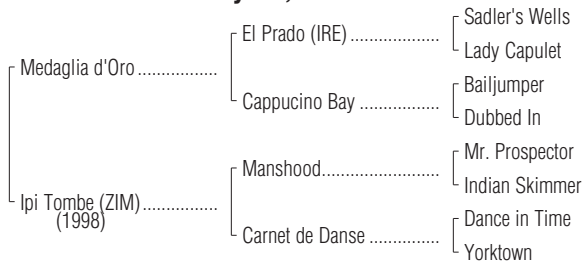 Sadler's Wells
El Prado (IRE) ..................
Lady Capulet
Medaglia d'Oro ................
Bailjumper
Cappucino Bay ................
Dubbed In
Mr. Prospector
Manshood.......................
Indian Skimmer
Ipi Tombe (ZIM)...............
(1998)
Dance in Time
Carnet de Danse ..............
Yorktown